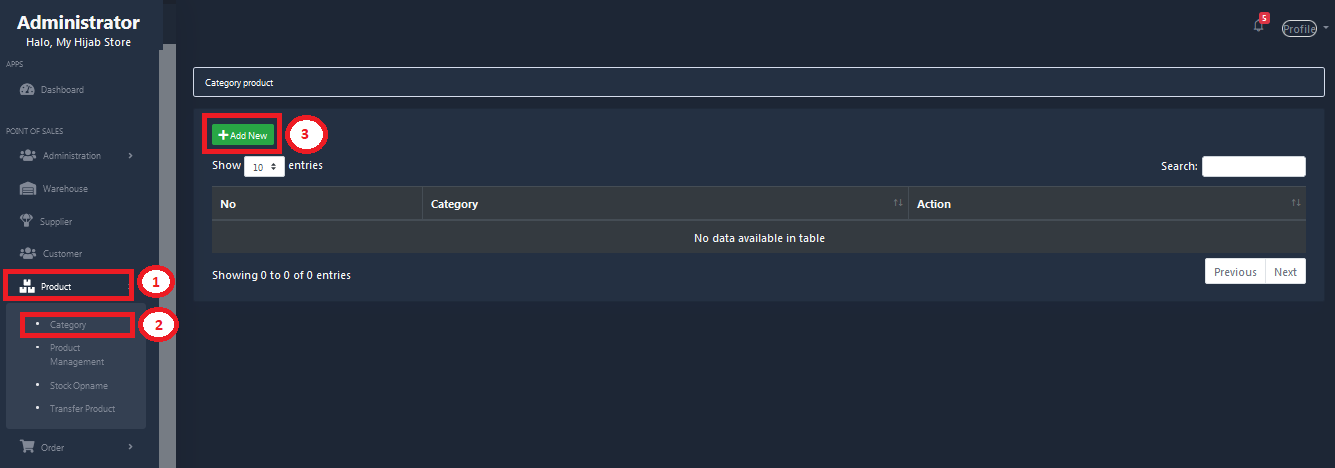 Administrator
Halo, My Hijab Store
APPS
Dashboard
POINT OF SALES
Administration
Warehouse
Supplier
Customer
Product
1
Category
2
Product
Management
Stock Opname
Transfer Product
Order
5
Profile
Category product
Add New
3
Show 10 entries
Search:
No Category Action
No data available in table
Showing 0 to 0 of 0 entries
Previous Next